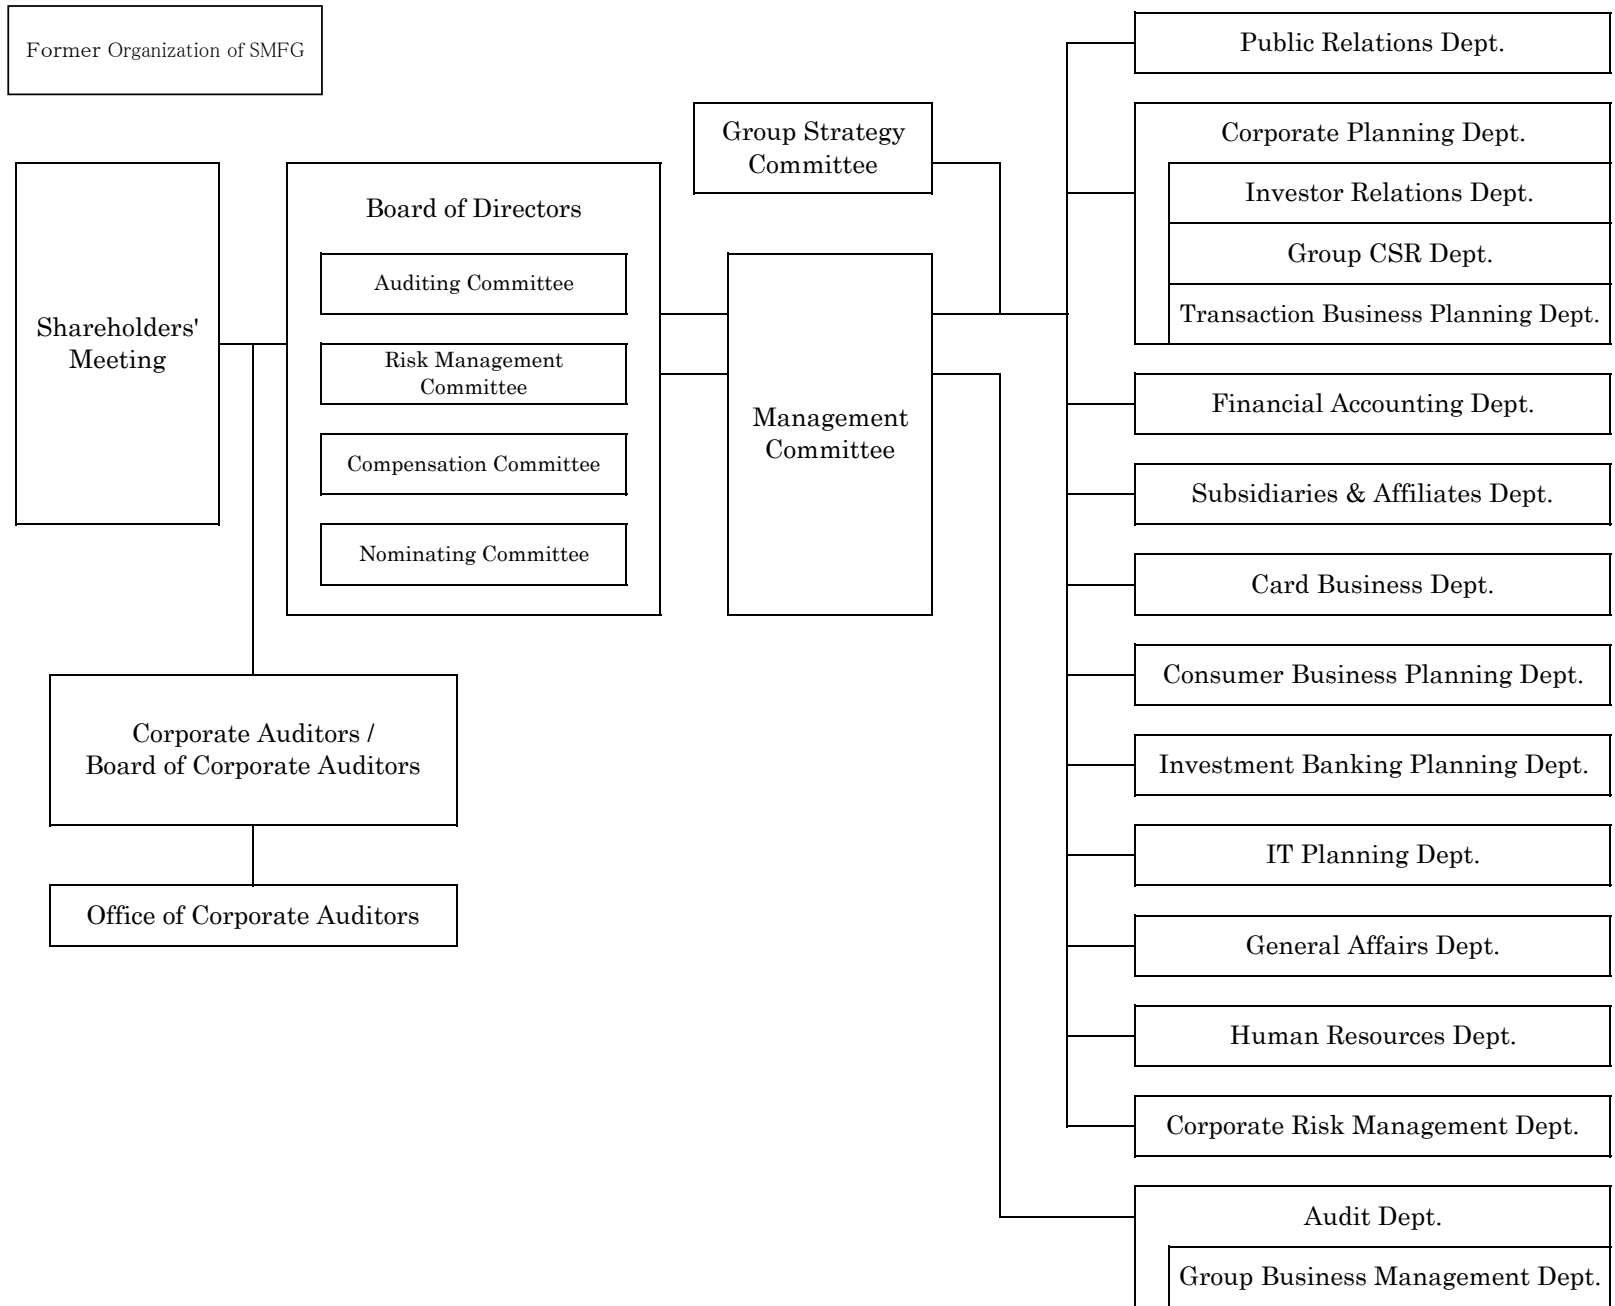 Former Organization of SMFG
Shareholders'
Meeting
Board of Directors
Auditing Committee
Risk Management
Committee
Compensation Committee
Nominating Committee
Corporate Auditors /
Board of Corporate Auditors
Office of Corporate Auditors
Group Strategy
Committee
Management
Committee
Public Relations Dept.
Corporate Planning Dept.
Investor Relations Dept.
Group CSR Dept.
Transaction Business Planning Dept.
Financial Accounting Dept.
Subsidiaries & Affiliates Dept.
Card Business Dept.
Consumer Business Planning Dept.
Investment Banking Planning Dept.
IT Planning Dept.
General Affairs Dept.
Human Resources Dept.
Corporate Risk Management Dept.
Audit Dept.
Group Business Management Dept.